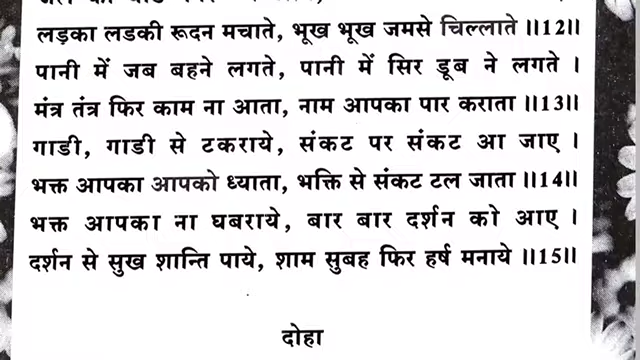 लड़का लडकी रूदन मचाते, भूख भूख जमसे चिल्लाते ॥12॥
पानी में जब बहने लगते, पानी में सिर डूब ने लगते ।
मंत्र तंत्र फिर काम ना आता, नाम आपका पार कराता ॥13॥
गाडी, गाडी से टकराये, संकट पर संकट आ जाए ।
भक्त आपका आपको ध्याता, भक्ति से संकट टल जाता ॥14॥
भक्त आपका ना घबराये, बार बार दर्शन को आए ।
दर्शन से सुख शान्ति पाये, शाम सुबह फिर हर्ष मनाये ॥15॥
दोहा